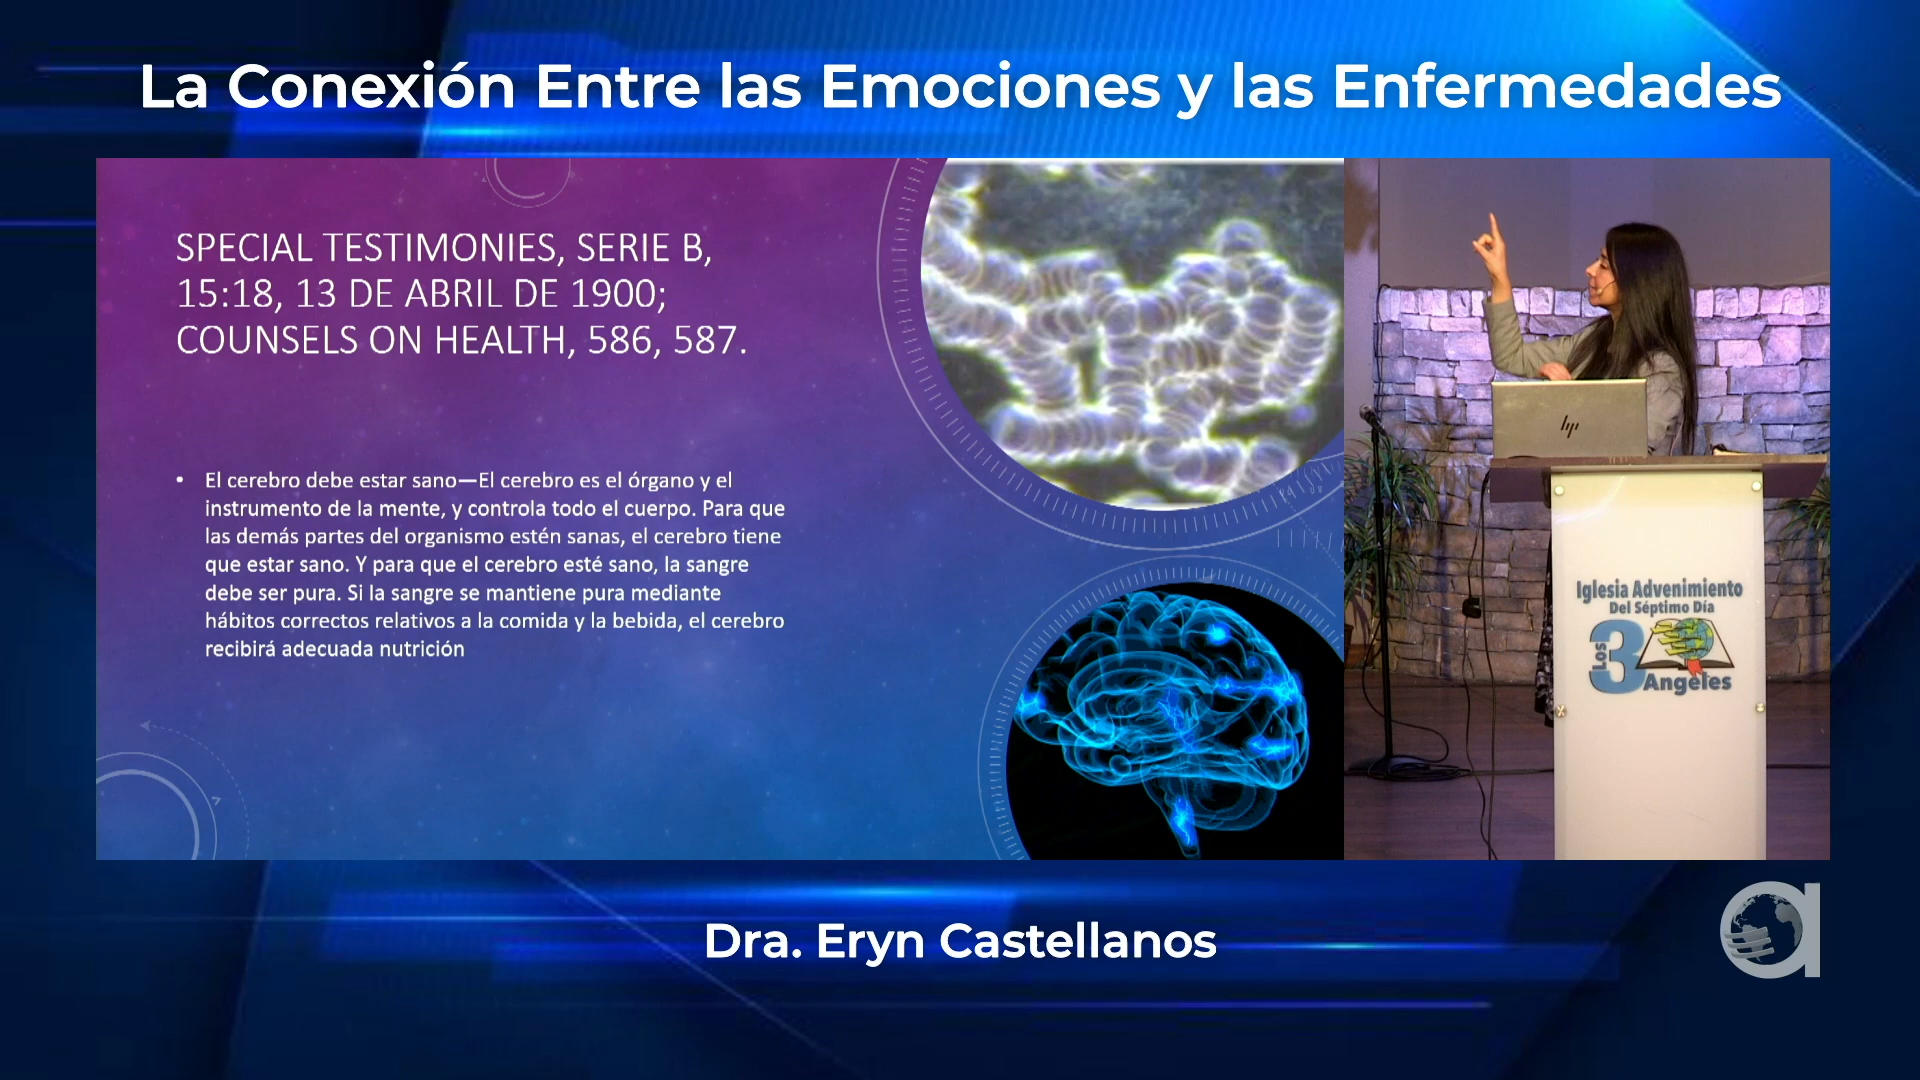 La Conexión Entre las Emociones y las Enfermedades
SPECIAL TESTIMONIES, SERIE B,
15:18, 13 DE ABRIL DE 1900;
COUNSELS ON HEALTH, 586, 587.
• El cerebro debe estar sano—El cerebro es el órgano y el
instrumento de la mente, y controla todo el cuerpo. Para que
las demás partes del organismo estén sanas, el cerebro tiene
que estar sano. Y para que el cerebro esté sano, la sangre
debe ser pura. Si la sangre se mantiene pura mediante
hábitos correctos relativos a la comida y la bebida, el cerebro
recibirá adecuada nutrición
hp
Iglesia Advenimiento
Del Séptimo Día
Los 3
Angeles
Dra. Eryn Castellanos
a